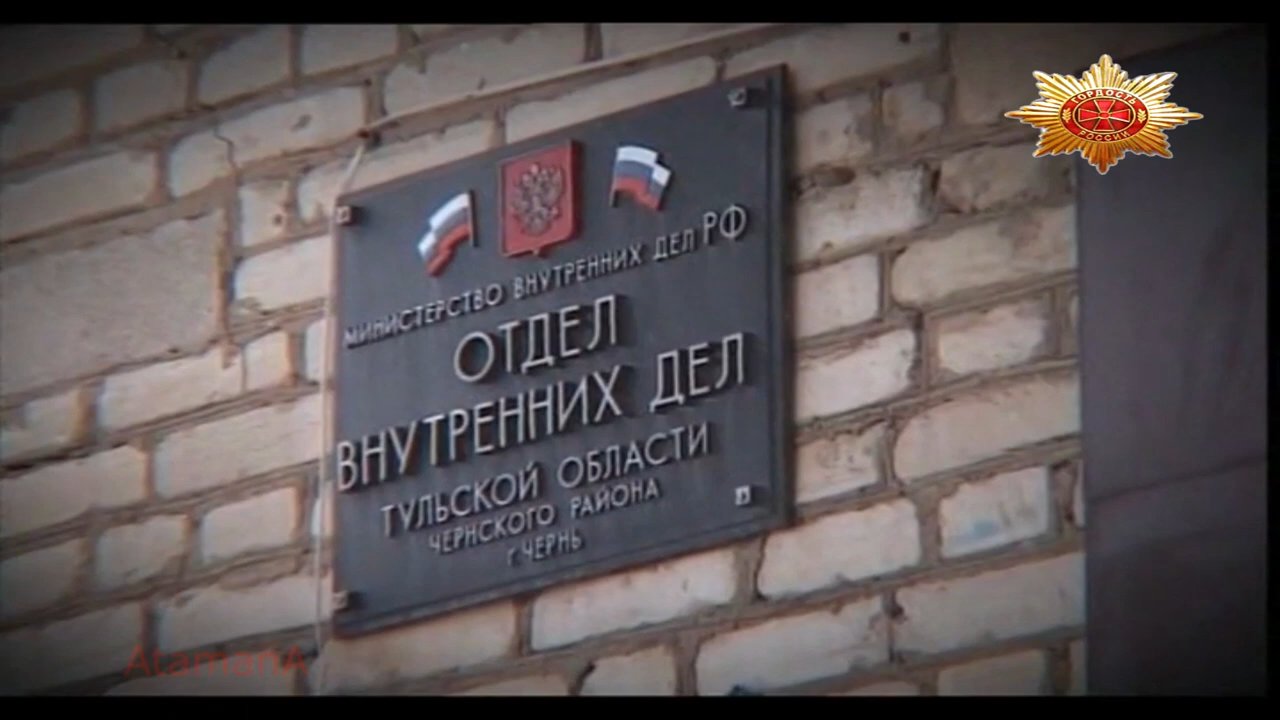 ГОРДОСТЬ
РОССИИ
МИНИСТЕРСТВО ВНУТРЕННИХ ДЕЛ РФ
ОТДЕЛ
ВНУТРЕННИХ ДЕЛ
ТУЛЬСКОЙ ОБЛАСТИ
ЧЕРНСКОГО РАЙОНА
г. ЧЕРНЬ
AtamanA